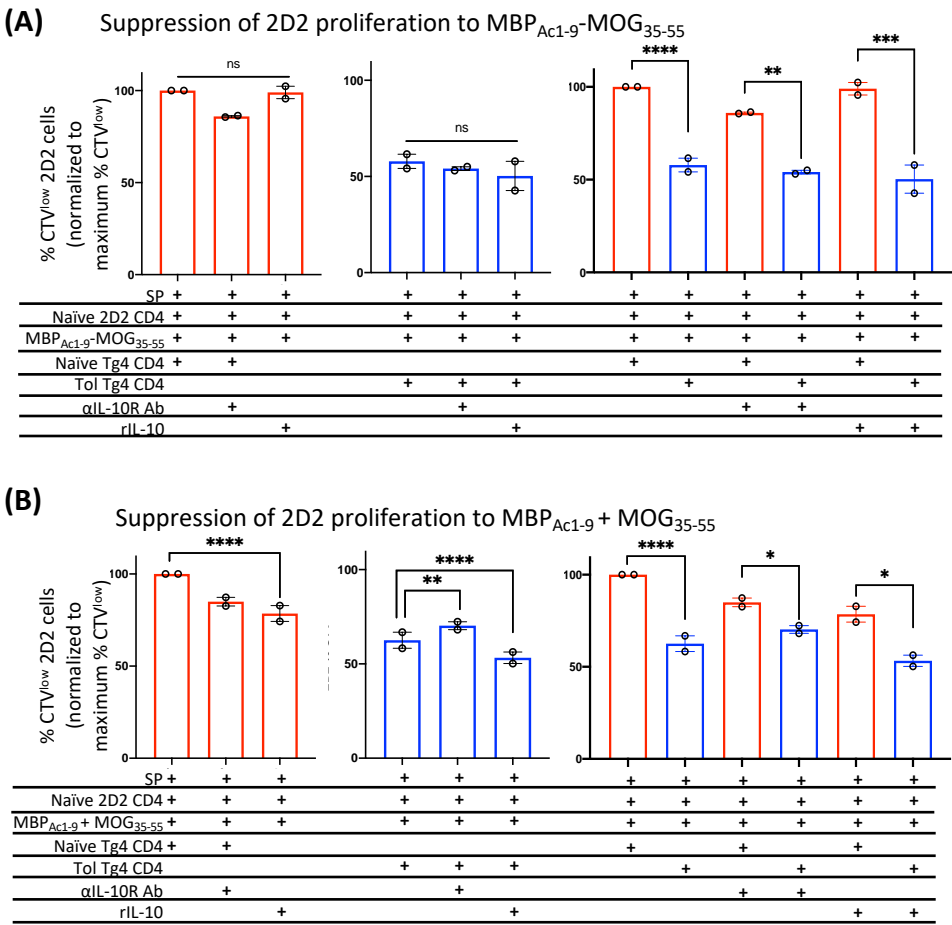 (A)
Suppression of 2D2 proliferation to MBPAc1-9-MOG35-55
% CTVlow 2D2 cells
(normalized to
maximum % CTVlow)
ns
100
50
0
ns
100
50
0
**** ** ***
100
50
0
SP + + + + + + + + + + + +
Naïve 2D2 CD4 + + + + + + + + + + + +
MBPAc1-9-MOG35-55 + + + + + + + + + + + +
Naïve Tg4 CD4 + + + + +
Tol Tg4 CD4 + + + + + +
αIL-10R Ab + + + +
rIL-10 + + + +
(B)
Suppression of 2D2 proliferation to MBPAc1-9 + MOG35-55
% CTVlow 2D2 cells
(normalized to
maximum % CTVlow)
****
100
50
0
****
**
100
50
0
**** * *
100
50
0
SP + + + + + + + + + + + +
Naïve 2D2 CD4 + + + + + + + + + + + +
MBPAc1-9 + MOG35-55 + + + + + + + + + + + +
Naïve Tg4 CD4 + + + + +
Tol Tg4 CD4 + + + + + +
αIL-10R Ab + + + +
rIL-10 + + + +